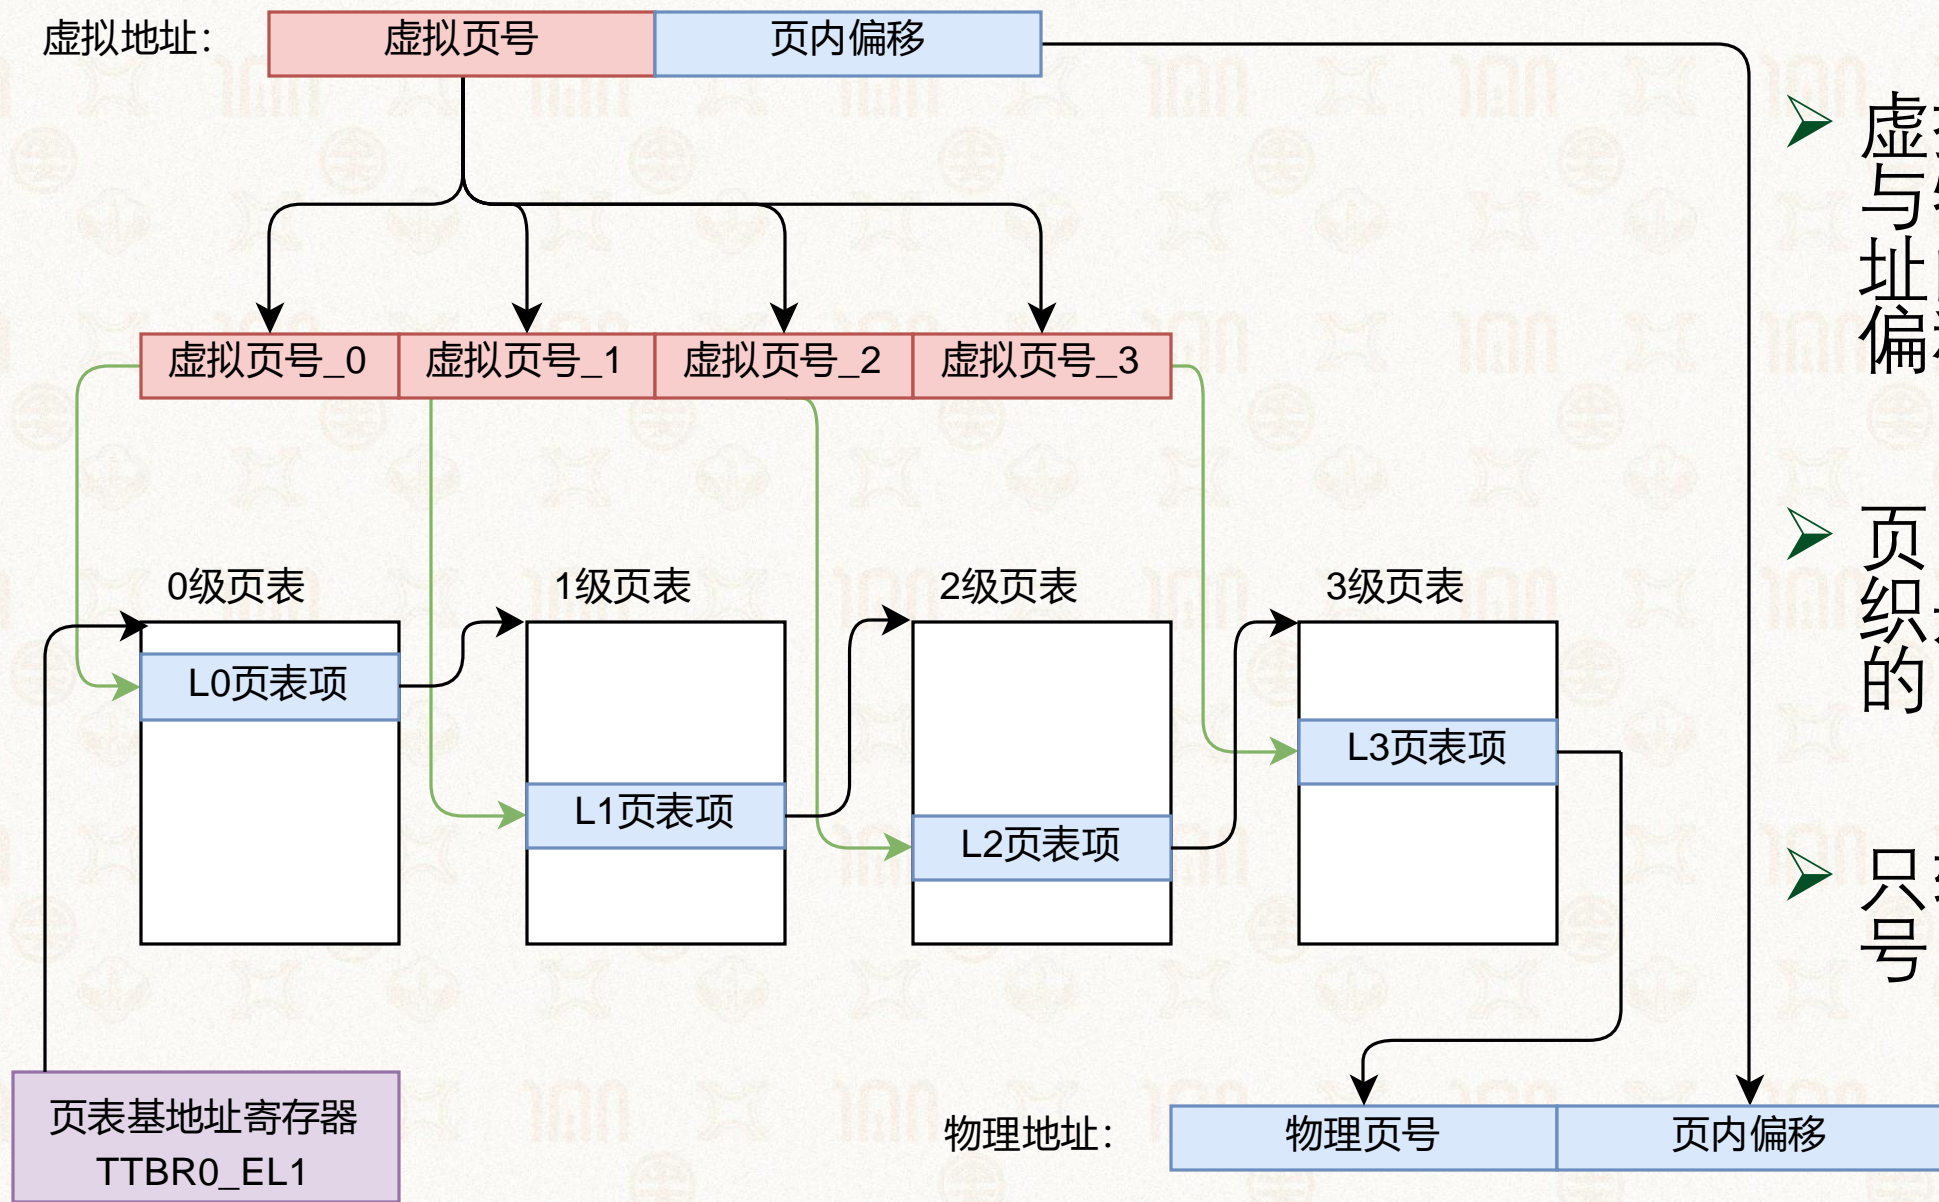 虚拟地址：
虚拟页号
页内偏移
虚拟页号_0
虚拟页号_1
虚拟页号_2
虚拟页号_3
0级页表
1级页表
2级页表
3级页表
L0页表项
L1页表项
L2页表项
L3页表项
页表基地址寄存器
TTBR0_EL1
物理地址：
物理页号
页内偏移
虚
与
址
偏
页
织
的
只
号